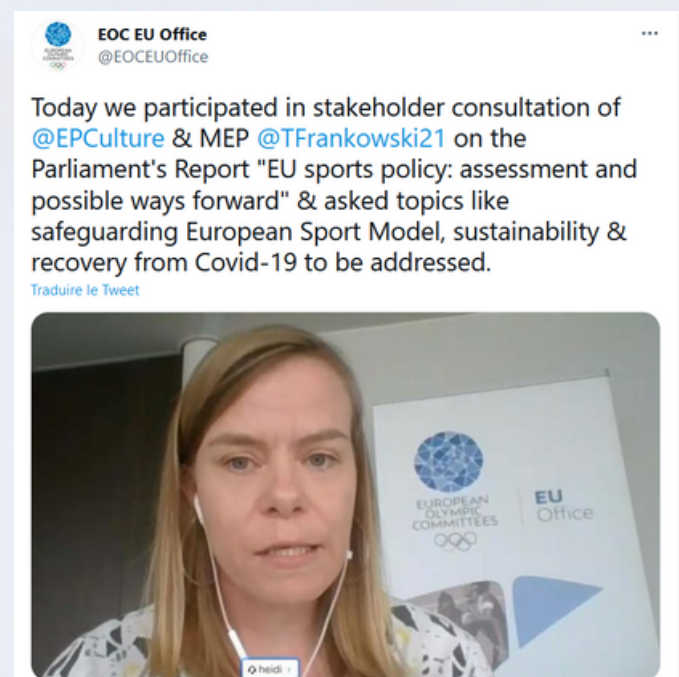 EOC EU Office
@EOCEUOffice
Today we participated in stakeholder consultation of
@EPCulture & MEP @TFrankowski21 on the
Parliament's Report "EU sports policy: assessment and
possible ways forward" & asked topics like
safeguarding European Sport Model, sustainability &
recovery from Covid-19 to be addressed.
Traduire le Tweet
EUROPEAN
OLYMPIC
COMMITTEES
EU
Office
heidi